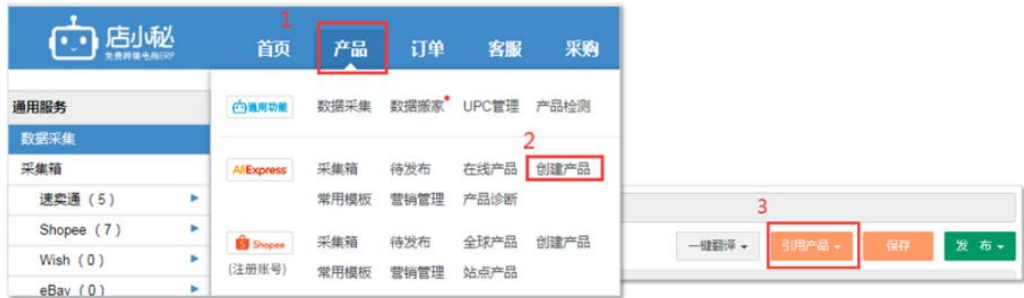 1
店小秘
免费跨境电商ERP
首页 产品 订单 客服 采购
通用服务
数据采集
采集箱
速卖通（5）
Shopee（7）
Wish（0）
eBay（0）
通用功能 数据采集 数据搬家 UPC管理 产品检测
2
AliExpress 采集箱 待发布 在线产品 创建产品
常用模板 营销管理 产品诊断
Shopee 采集箱 待发布 全球产品 创建产品
(注册账号) 常用模板 营销管理 站点产品
3
一键翻译 引用产品 保存 发布